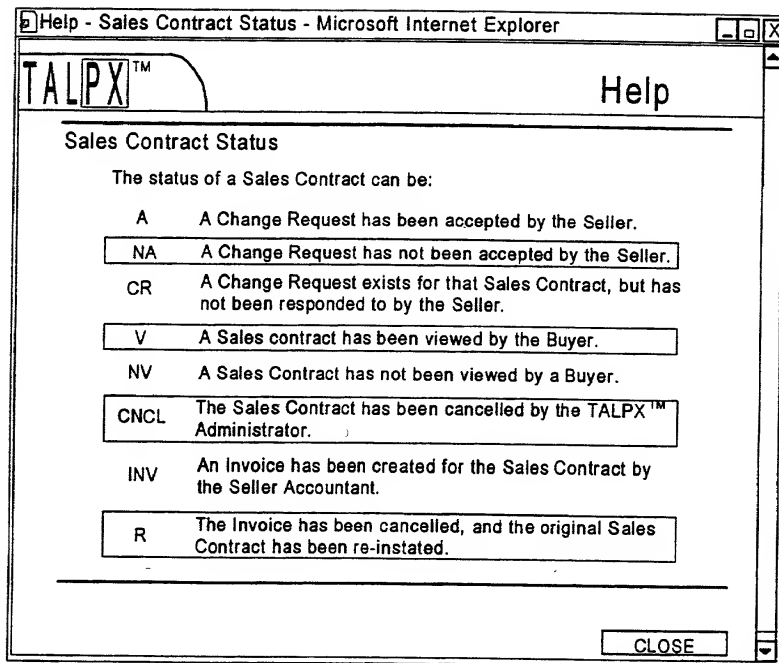 Help - Sales Contract Status - Microsoft Internet Explorer
TALPX™
Help
Sales Contract Status
The status of a Sales Contract can be:
A A Change Request has been accepted by the Seller.
NA A Change Request has not been accepted by the Seller.
CR A Change Request exists for that Sales Contract, but has
not been responded to by the Seller.
V A Sales contract has been viewed by the Buyer.
NV A Sales Contract has not been viewed by a Buyer.
CNCL The Sales Contract has been cancelled by the TALPX™
Administrator.
INV An Invoice has been created for the Sales Contract by
the Seller Accountant.
R The Invoice has been cancelled, and the original Sales
Contract has been re-instated.
CLOSE